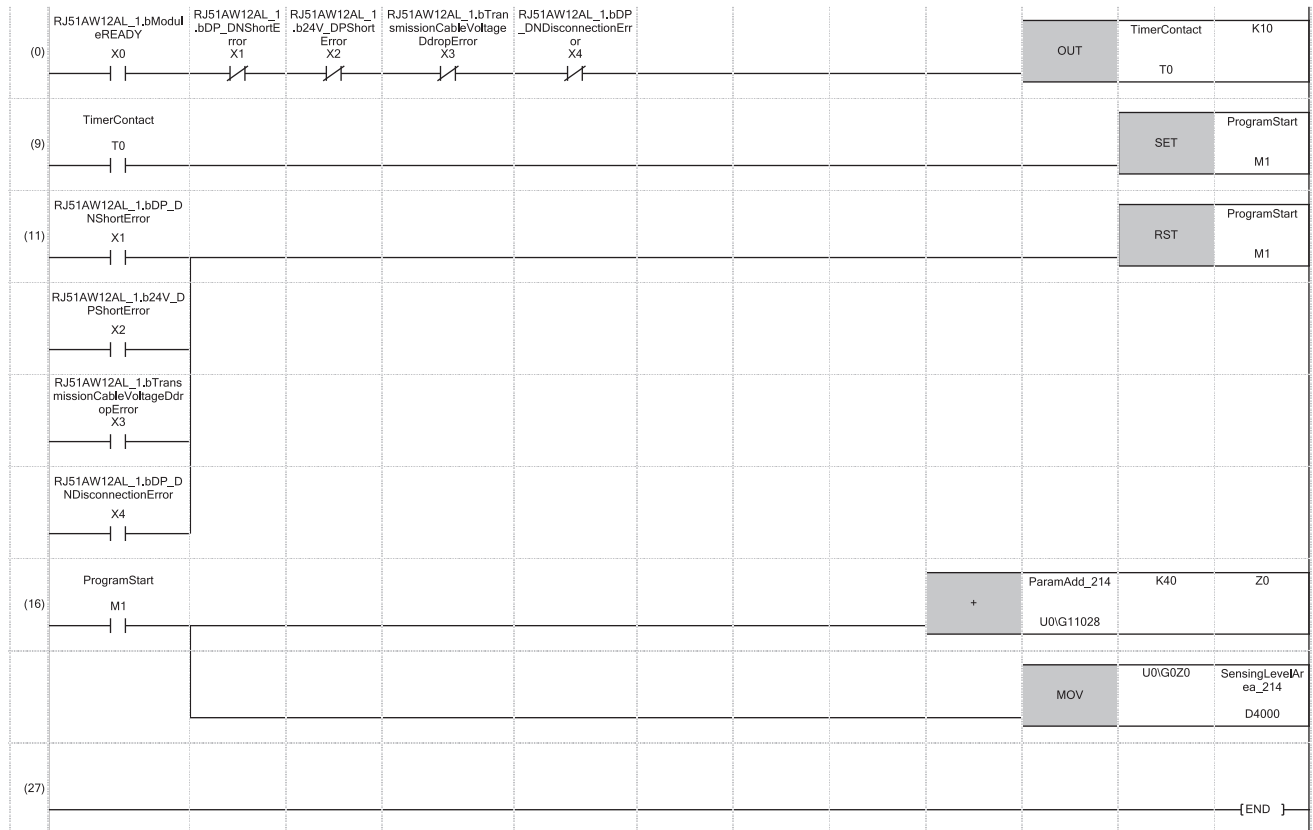 RJ51AW12AL_1.bModul
eREADY
X0
RJ51AW12AL_1
.bDP_DNShortE
rror
X1
RJ51AW12AL_1
.b24V_DPShort
Error
X2
RJ51AW12AL_1.bTran
smissionCableVoltage
DdropError
X3
RJ51AW12AL_1.bDP
_DNDisconnectionErr
or
X4
(0)
OUT
TimerContact
T0
K10
TimerContact
(9)
T0
SET
ProgramStart
M1
RJ51AW12AL_1.bDP_D
NShortError
(11)
X1
RST
ProgramStart
M1
RJ51AW12AL_1.b24V_D
PShortError
X2
RJ51AW12AL_1.bTrans
missionCableVoltageDdr
opError
X3
RJ51AW12AL_1.bDP_D
NDisconnectionError
X4
ProgramStart
(16)
M1
+
ParamAdd_214
U0\G11028
K40
Z0
MOV
U0\G0Z0
SensingLevelAr
ea_214
D4000
(27)
[END ]